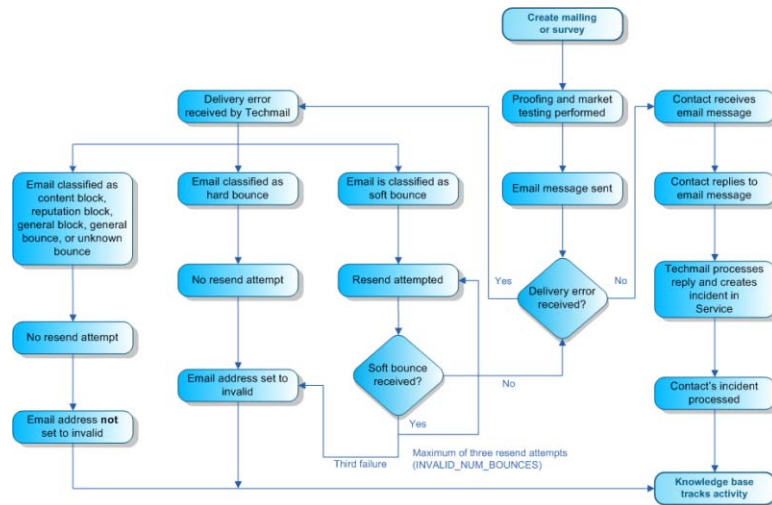 Create mailing
or survey
Delivery error
received by Techmail
Proofing and market
testing performed
Contact receives
email message
Email classified as
content block,
reputation block,
general block, general
bounce, or unknown
bounce
Email classified as
hard bounce
Email is classified as
soft bounce
Email message sent
Contact replies to
email message
No resend attempt
Resend attempted
Yes
Delivery error
received?
No
Techmail processes
reply and creates
incident in
Service
No resend attempt
Email address set to
invalid
Soft bounce
received?
No
Contact's incident
processed
Email address not
set to invalid
Yes
Third failure
Maximum of three resend attempts
(INVALID_NUM_BOUNCES)
Knowledge base
tracks activity